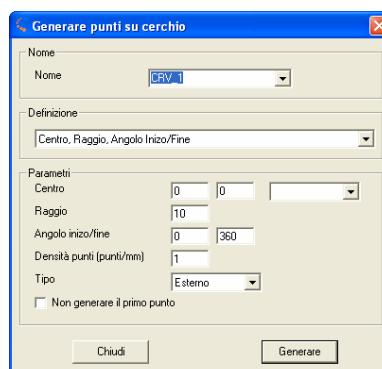 Generare punti su cerchio
Nome
Nome CRV_1
Definizione
Centro, Raggio, Angolo Inizo/Fine
Parametri
Centro 0 0
Raggio 10
Angolo inizo/fine 0 360
Densità punti (punti/mm) 1
Tipo Esterno
Non generare il primo punto
Chiudi Generare